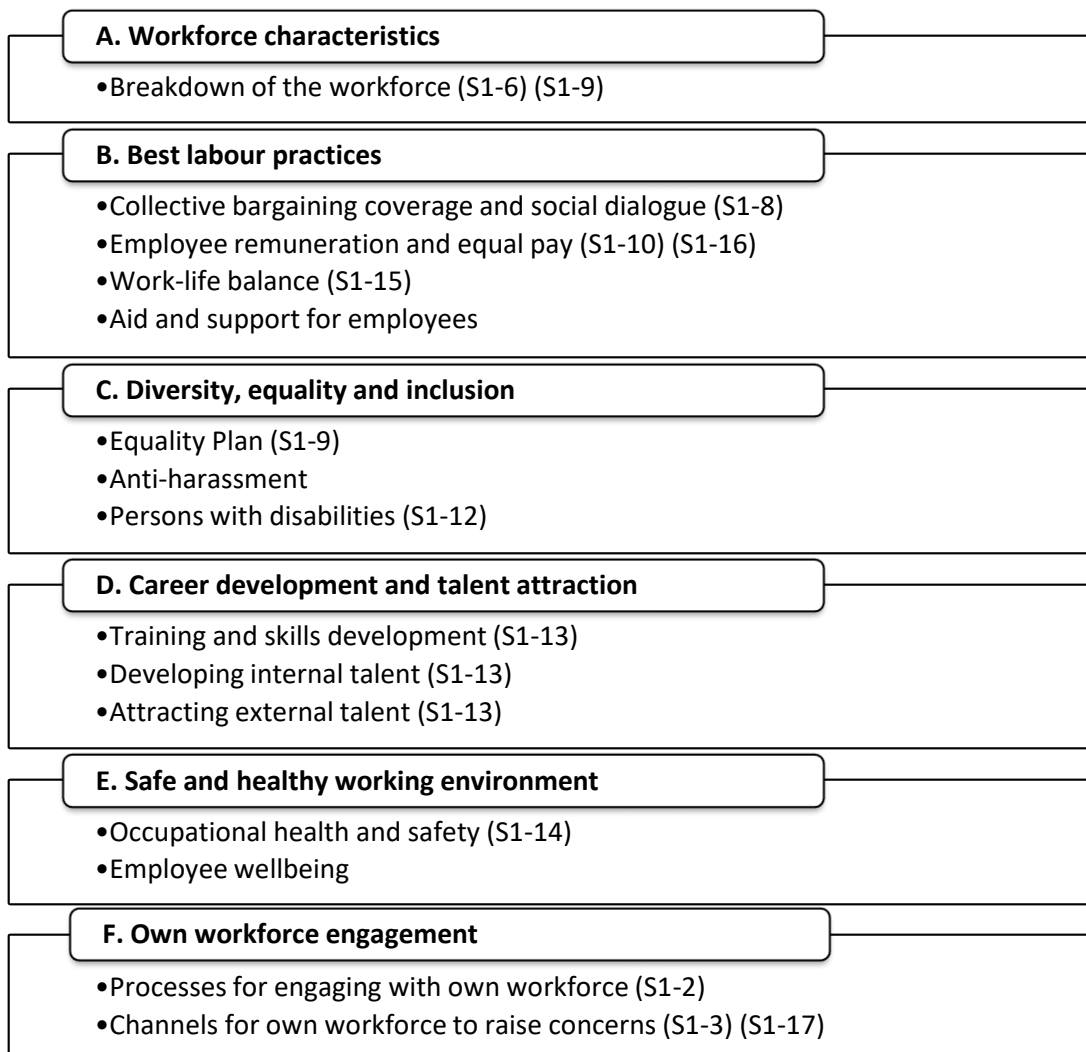 A. Workforce characteristics
•Breakdown of the workforce (S1-6) (S1-9)
B. Best labour practices
•Collective bargaining coverage and social dialogue (S1-8)
•Employee remuneration and equal pay (S1-10) (S1-16)
•Work-life balance (S1-15)
•Aid and support for employees
C. Diversity, equality and inclusion
•Equality Plan (S1-9)
•Anti-harassment
•Persons with disabilities (S1-12)
D. Career development and talent attraction
•Training and skills development (S1-13)
•Developing internal talent (S1-13)
•Attracting external talent (S1-13)
E. Safe and healthy working environment
•Occupational health and safety (S1-14)
•Employee wellbeing
F. Own workforce engagement
•Processes for engaging with own workforce (S1-2)
•Channels for own workforce to raise concerns (S1-3) (S1-17)